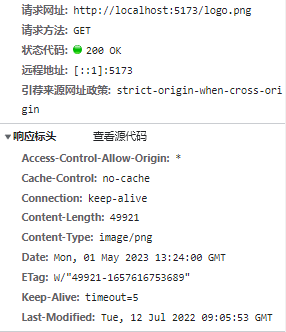 请求网址: http://localhost:5173/logo.png
请求方法: GET
状态代码: 200 OK
远程地址: [::1]:5173
引荐来源网址政策: strict-origin-when-cross-ori
gin
响应标头 查看源代码
Access-Control-Allow-Origin: *
Cache-Control: no-cache
Connection: keep-alive
Content-Length: 49921
Content-Type: image/png
Date: Mon, 01 May 2023 13:24:00 GMT
ETag: W/"49921-1657616753689"
Keep-Alive: timeout=5
Last-Modified: Tue, 12 Jul 2022 09:05:53 GMT